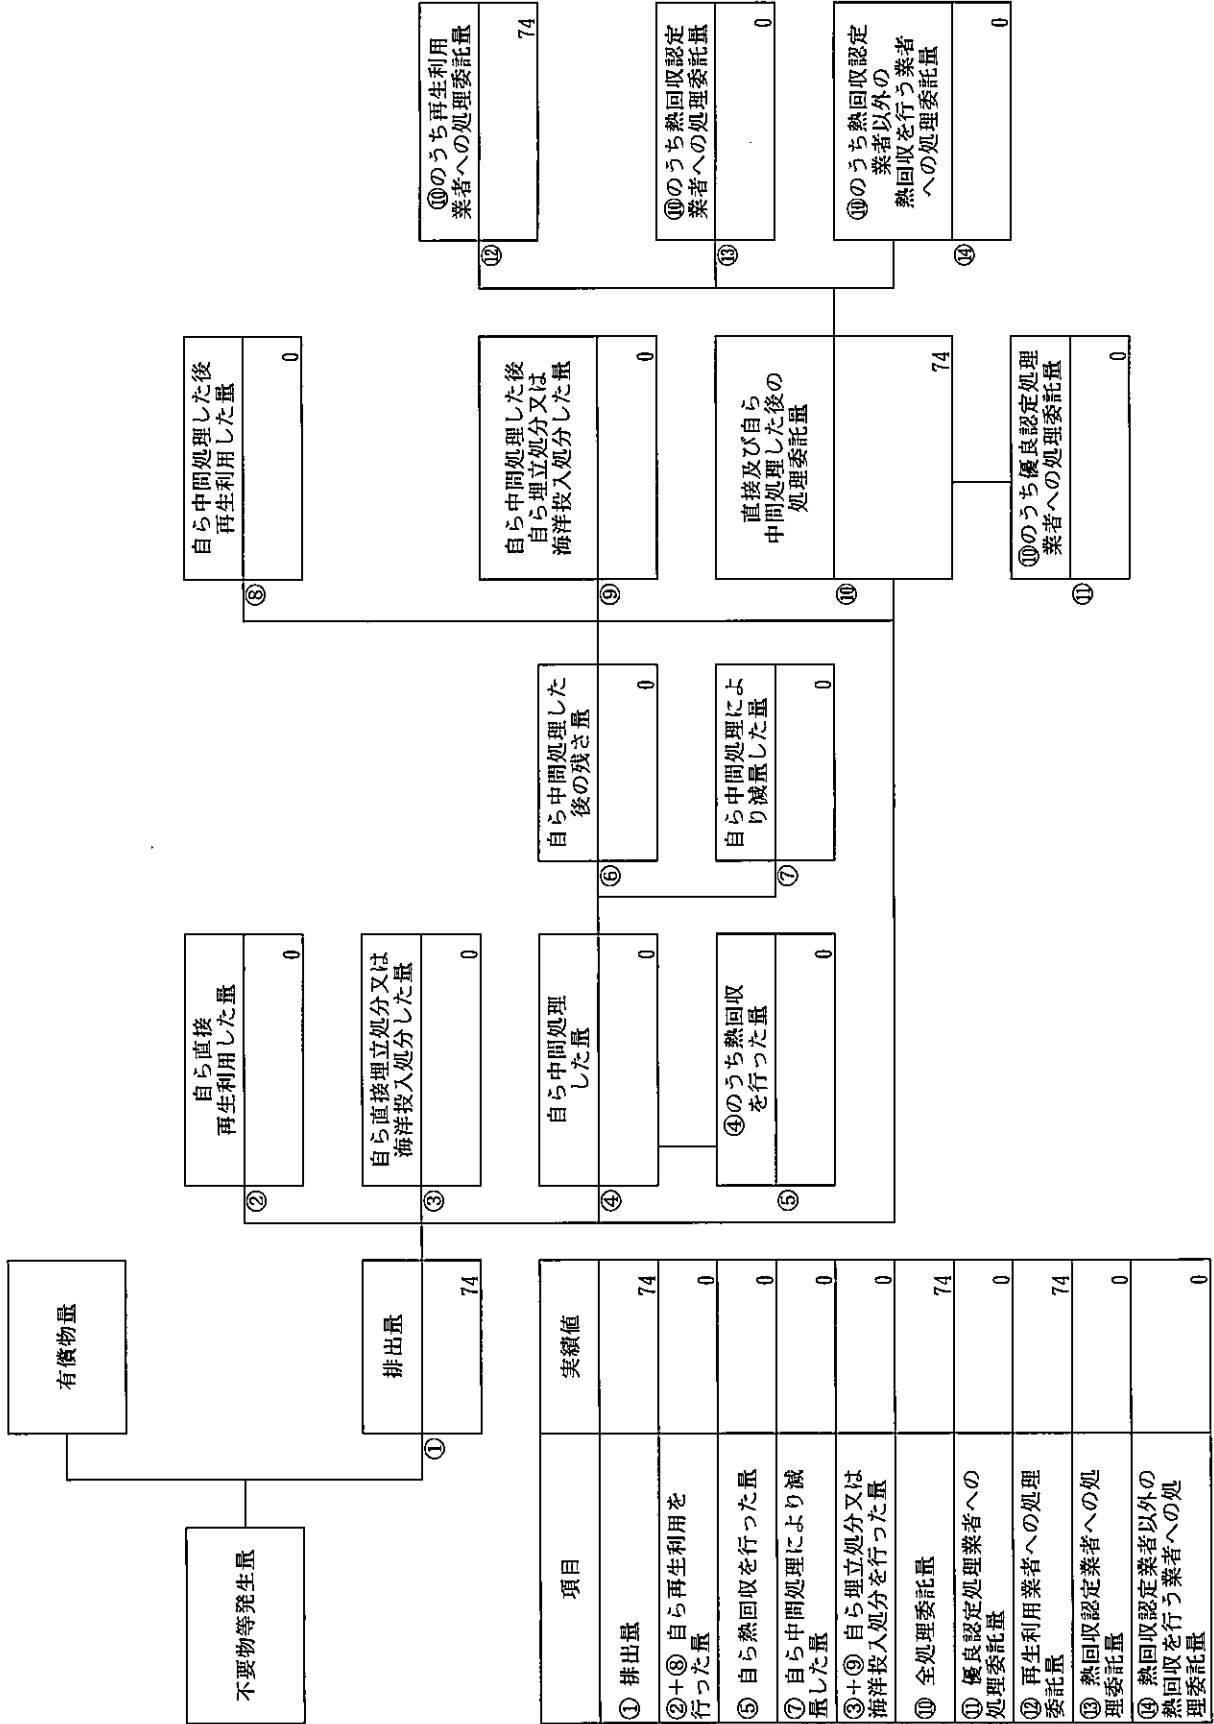 不要物等発生量
有償物量
排出量
①
74
自ら直接
再生利用した量
②
0
自ら直接埋立処分又は
海洋投入処分した量
③
0
自ら中間処理
した量
④
0
④のうち熱回収
を行った量
⑤
0
自ら中間処理した
後の残さ量
⑥
0
自ら中間処理によ
り減量した量
⑦
0
自ら中間処理した後
再生利用した量
⑧
0
自ら中間処理した後
自ら埋立処分又は
海洋投入処分した量
⑨
0
直接及び自ら
中間処理した後の
処理委託量
⑩
74
⑩のうち優良認定処理
業者への処理委託量
⑪
0
⑩のうち再生利用
業者への処理委託量
⑫
74
⑩のうち熱回収認定
業者への処理委託量
⑬
0
⑩のうち熱回収認定
業者以外の
熱回収を行う業者
への処理委託量
⑭
0
項目 実績値
① 排出量 74
②+⑧ 自ら再生利用を
行った量 0
⑤ 自ら熱回収を行った量 0
⑦ 自ら中間処理により減
量した量 0
③+⑨ 自ら埋立処分又は
海洋投入処分を行った量 0
⑩ 全処理委託量 74
⑪ 優良認定処理業者への
処理委託量 0
⑫ 再生利用業者への処理
委託量 74
⑬ 熱回収認定業者への処
理委託量 0
⑭ 熱回収認定業者以外の
熱回収を行う業者への処
理委託量 0